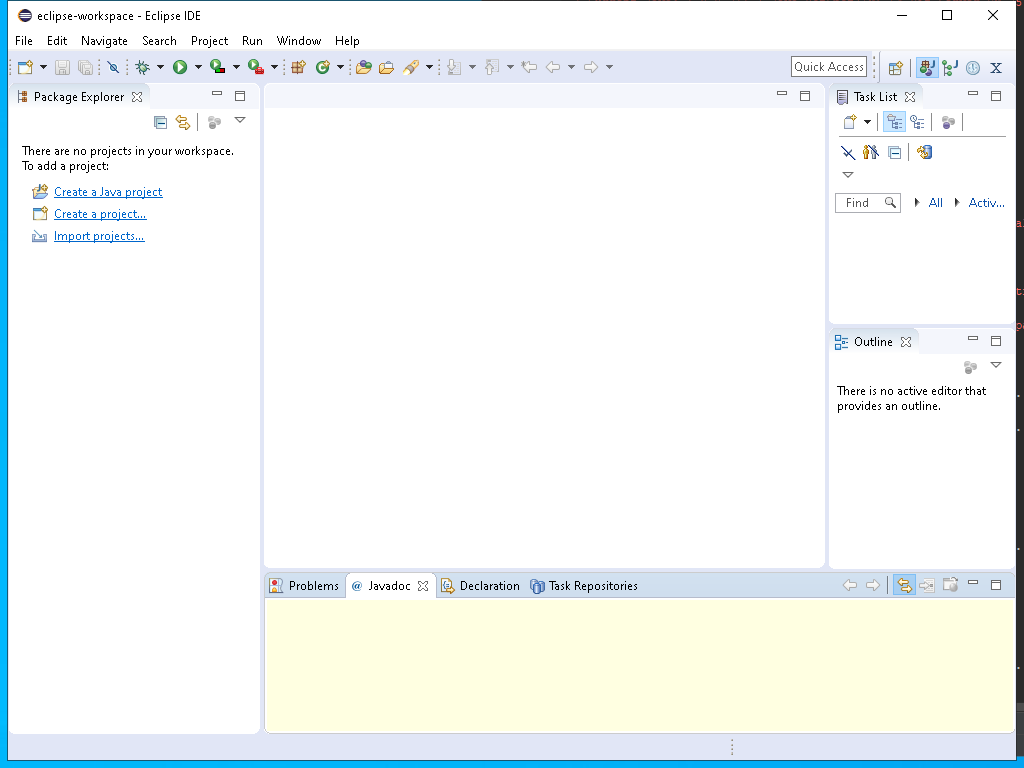 eclipse-workspace - Eclipse IDE
File Edit Navigate Search Project Run Window Help
Quick Access
Package Explorer
There are no projects in your workspace.
To add a project:
Create a Java project
Create a project...
Import projects...
Task List
Find
All
Activ...
Outline
There is no active editor that
provides an outline.
Problems
@ Javadoc
Declaration
Task Repositories